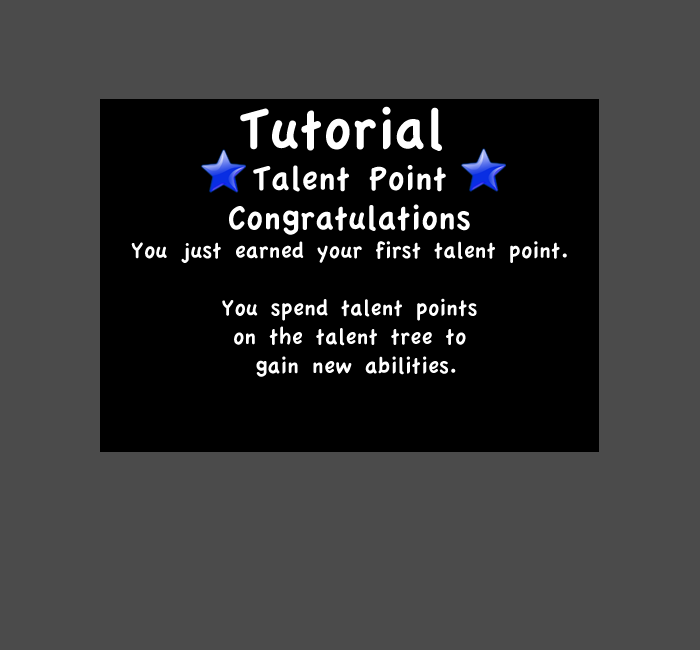 Tutorial
Talent Point
Congratulations
You just earned your first talent point.
You spend talent points
on the talent tree to
gain new abilities.